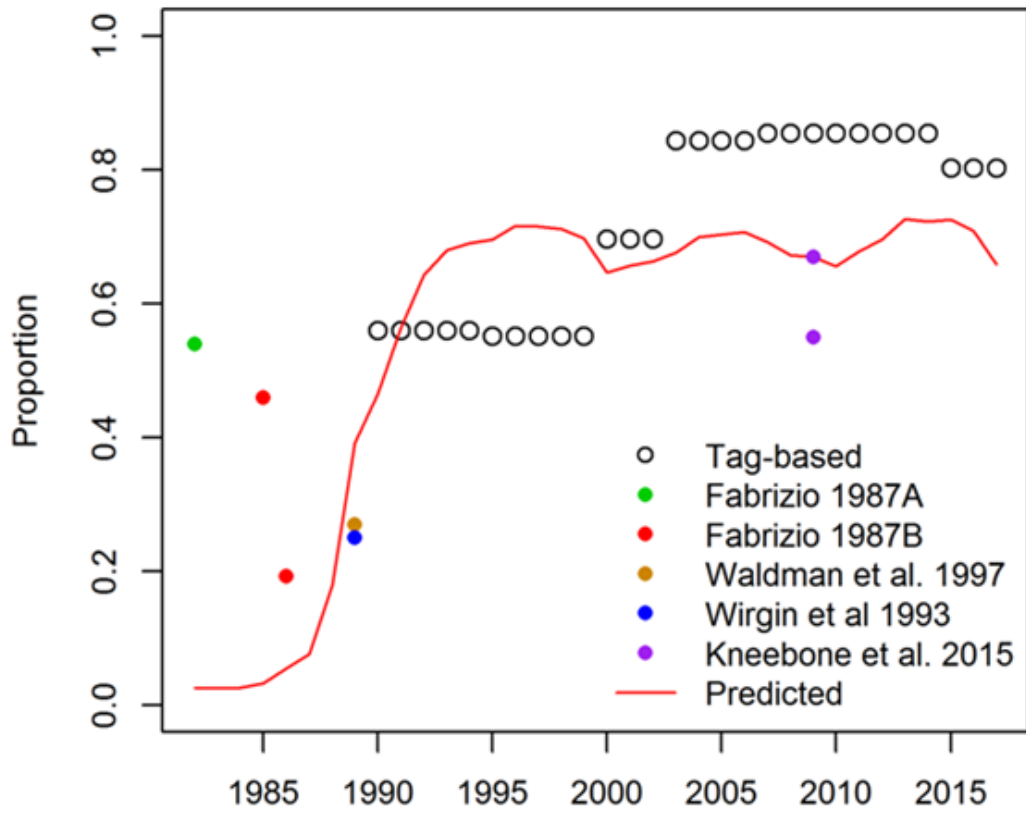 1.0
0.8
0.6
0.4
0.2
0.0
Proportion
Tag-based
Fabrizio 1987A
Fabrizio 1987B
Waldman et al. 1997
Wirgin et al 1993
Kneebone et al. 2015
Predicted
1985 1990 1995 2000 2005 2010 2015